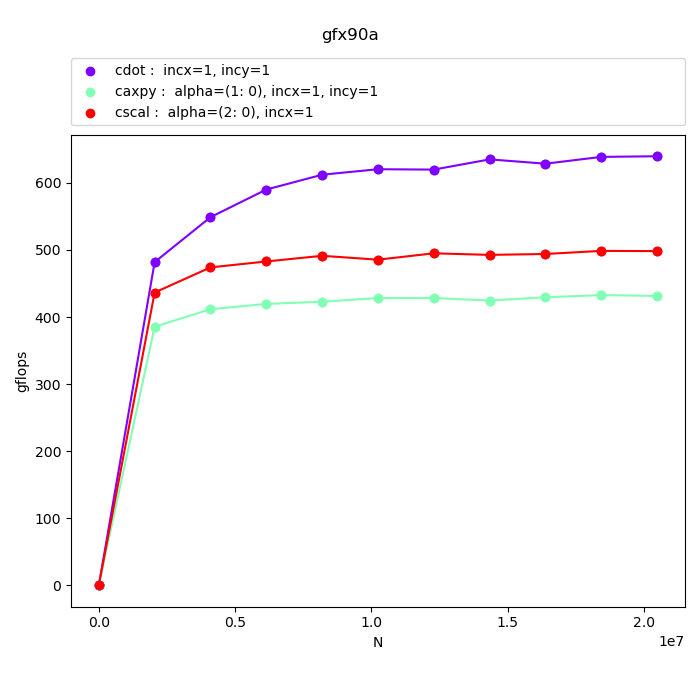 gfx90a
cdot :  incx=1, incy=1
caxpy :  alpha=(1: 0), incx=1, incy=1
cscal :  alpha=(2: 0), incx=1
600
500
400
300
200
100
0
gflops
0.0 0.5 1.0 1.5 2.0
1e7
N